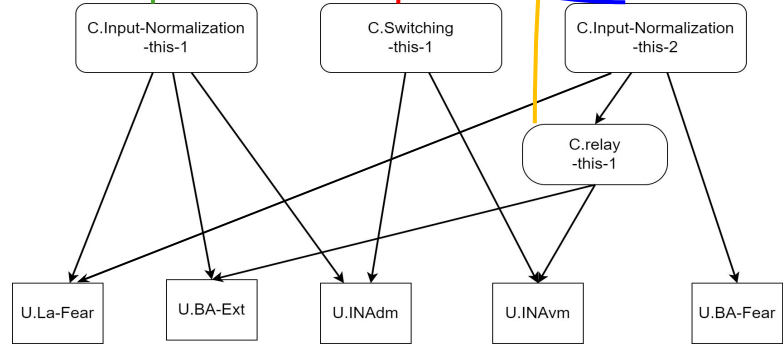 C.Input-Normalization
-this-1
C.Switching
-this-1
C.Input-Normalization
-this-2
C.relay
-this-1
U.La-Fear
U.BA-Ext
U.INAdm
U.INAvm
U.BA-Fear